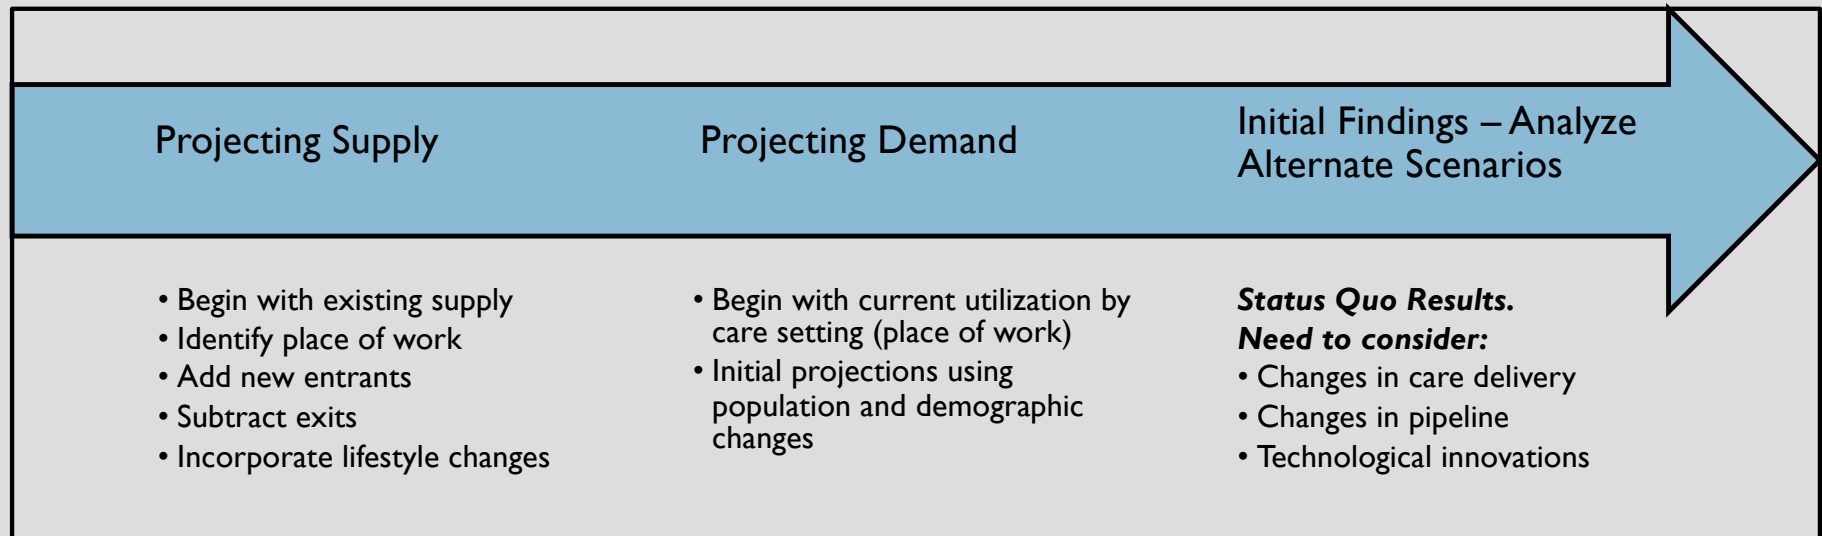 Projecting Supply
Projecting Demand
Initial Findings – Analyze
Alternate Scenarios
• Begin with existing supply
• Identify place of work
• Add new entrants
• Subtract exits
• Incorporate lifestyle changes
• Begin with current utilization by
care setting (place of work)
• Initial projections using
population and demographic
changes
Status Quo Results.
Need to consider:
• Changes in care delivery
• Changes in pipeline
• Technological innovations